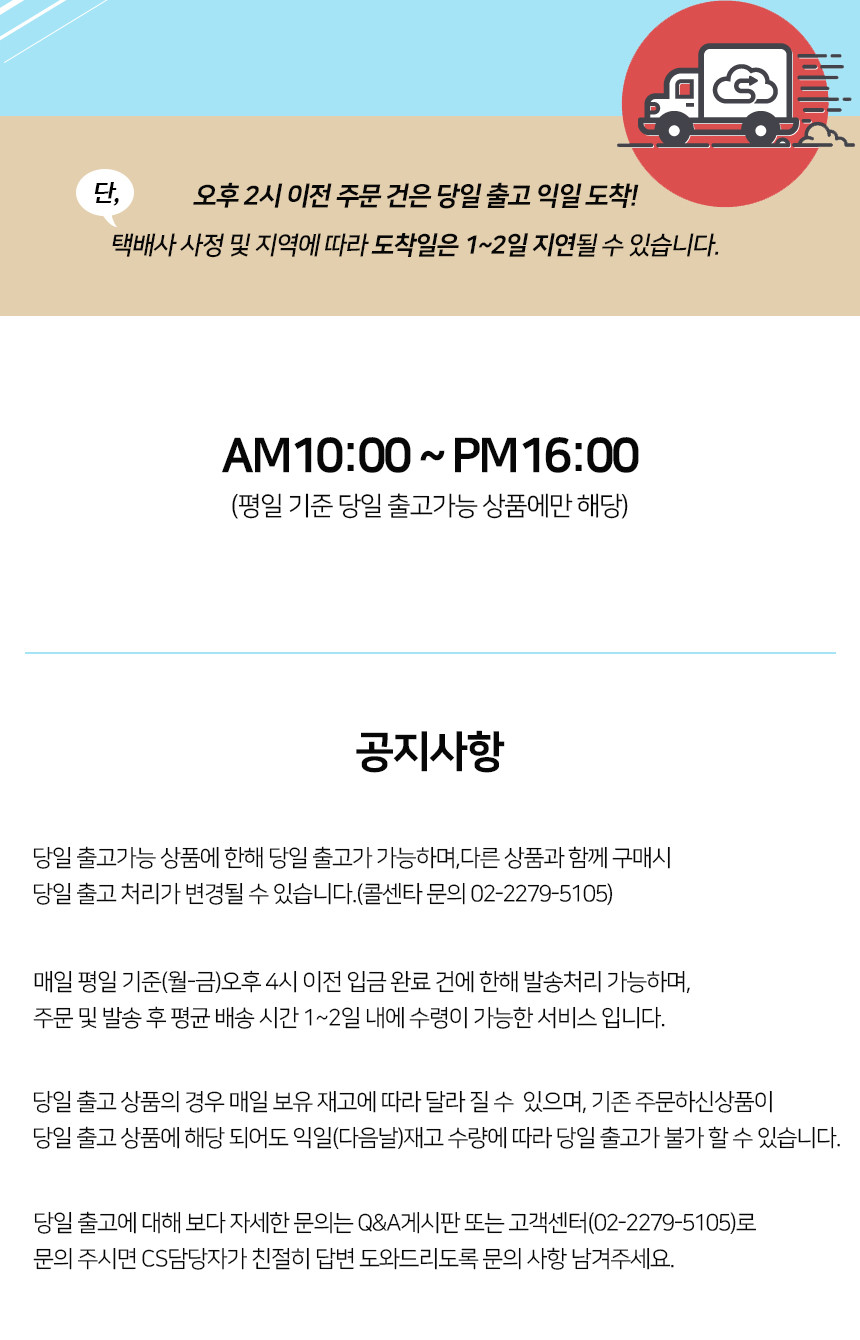 단,
오후 2시 이전 주문 건은 당일 출고 익일 도착!
택배사 사정 및 지역에 따라 도착일은 1~2일 지연될 수 있습니다.
AM10:00 ~ PM16:00
(평일 기준 당일 출고가능 상품에만 해당)
공지사항
당일 출고가능 상품에 한해 당일 출고가 가능하며,다른 상품과 함께 구매시
당일 출고 처리가 변경될 수 있습니다.(콜센타 문의 02-2279-5105)
매일 평일 기준(월-금)오후 4시 이전 입금 완료 건에 한해 발송처리 가능하며,
주문 및 발송 후 평균 배송 시간 1~2일 내에 수령이 가능한 서비스 입니다.
당일 출고 상품의 경우 매일 보유 재고에 따라 달라 질 수 있으며, 기존 주문하신상품이
당일 출고 상품에 해당 되어도 익일(다음날)재고 수량에 따라 당일 출고가 불가 할 수 있습니다.
당일 출고에 대해 보다 자세한 문의는 Q&A게시판 또는 고객센터(02-2279-5105)로
문의 주시면 CS담당자가 친절히 답변 도와드리도록 문의 사항 남겨주세요.